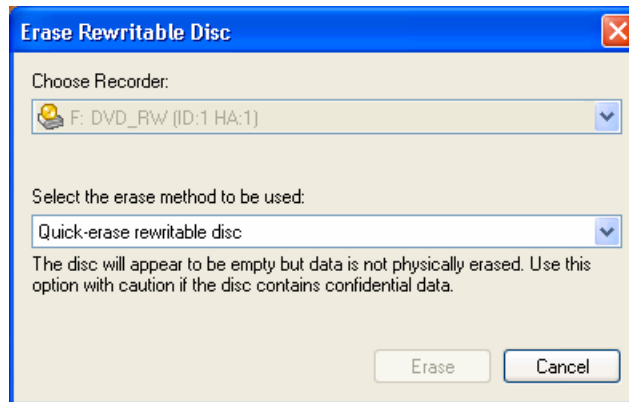 Erase Rewritable Disc
Choose Recorder:
F: DVD_RW (ID:1 HA:1)
Select the erase method to be used:
Quick-erase rewritable disc
The disc will appear to be empty but data is not physically erased. Use this
option with caution if the disc contains confidential data.
Erase Cancel